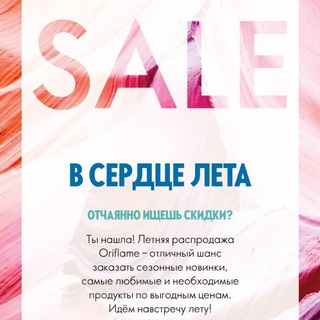 SALE
В СЕРДЦЕ ЛЕТА
ОТЧАЯННО ИЩЕШЬ СКИДКИ?
Ты нашла! Летняя распродажа
Oriflame – отличный шанс
заказать сезонные новинки,
самые любимые и необходимые
продукты по выгодным ценам.
Идём навстречу лету!